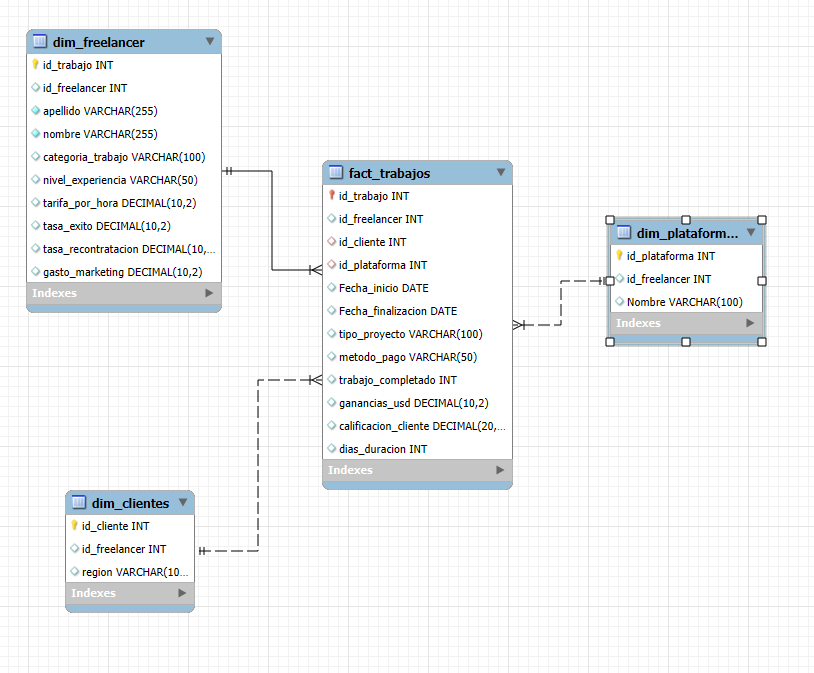 dim_freelancer
id_trabajo INT
id_freelancer INT
apellido VARCHAR(255)
nombre VARCHAR(255)
categoria_trabajo VARCHAR(100)
nivel_experiencia VARCHAR(50)
tarifa_por_hora DECIMAL(10,2)
tasa_exito DECIMAL(10,2)
tasa_recontratacion DECIMAL(10,...
gasto_marketing DECIMAL(10,2)
Indexes
fact_trabajos
id_trabajo INT
id_freelancer INT
id_cliente INT
id_plataforma INT
Fecha_inicio DATE
Fecha_finalizacion DATE
tipo_proyecto VARCHAR(100)
metodo_pago VARCHAR(50)
trabajo_completado INT
ganancias_usd DECIMAL(10,2)
calificacion_cliente DECIMAL(20,...
dias_duracion INT
Indexes
dim_plataform...
id_plataforma INT
id_freelancer INT
Nombre VARCHAR(100)
Indexes
dim_clientes
id_cliente INT
id_freelancer INT
region VARCHAR(10...
Indexes